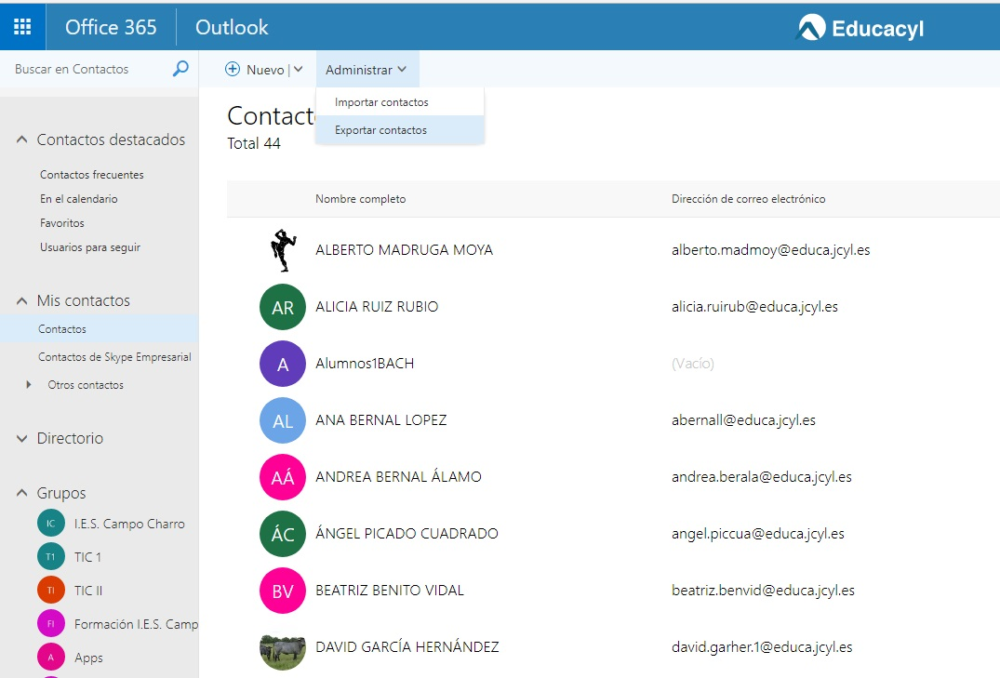 Office 365
Outlook
Educacyl
Buscar en Contactos
Nuevo | Administrar
Importar contactos
Exportar contactos
Contact
Total 44
Contactos destacados
Contactos frecuentes
En el calendario
Favoritos
Usuarios para seguir
Mis contactos
Contactos
Contactos de Skype Empresarial
Otros contactos
Directorio
Grupos
IC I.E.S. Campo Charro
T1 TIC 1
TI TIC II
FI Formación I.E.S. Camp
A Apps
Nombre completo Dirección de correo electrónico
ALBERTO MADRUGA MOYA alberto.madmoy@educa.jcyl.es
AR ALICIA RUIZ RUBIO alicia.ruirub@educa.jcyl.es
A Alumnos1BACH (Vacío)
AL ANA BERNAL LOPEZ abernall@educa.jcyl.es
AÁ ANDREA BERNAL ÁLAMO andrea.berala@educa.jcyl.es
ÁC ÁNGEL PICADO CUADRADO angel.piccua@educa.jcyl.es
BV BEATRIZ BENITO VIDAL beatriz.benvid@educa.jcyl.es
DAVID GARCÍA HERNÁNDEZ david.garher.1@educa.jcyl.es